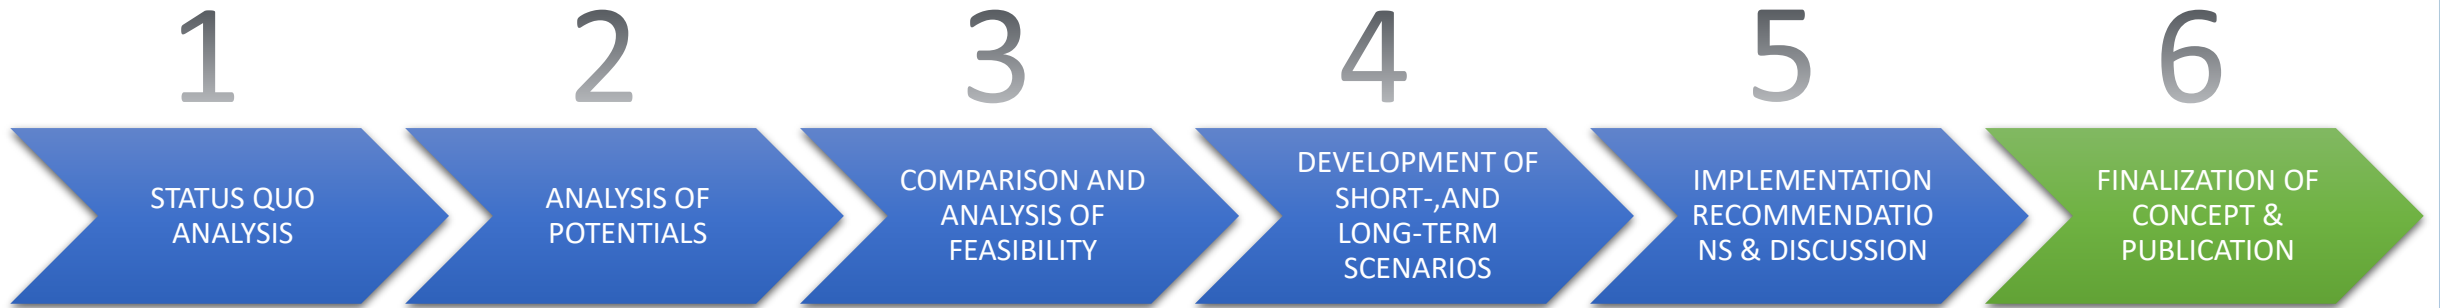 1
2
3
4
5
6
STATUS QUO
ANALYSIS
ANALYSIS OF
POTENTIALS
COMPARISON AND
ANALYSIS OF
FEASIBILITY
DEVELOPMENT OF
SHORT-,AND
LONG-TERM
SCENARIOS
IMPLEMENTATION
RECOMMENDATIO
NS & DISCUSSION
FINALIZATION OF
CONCEPT &
PUBLICATION